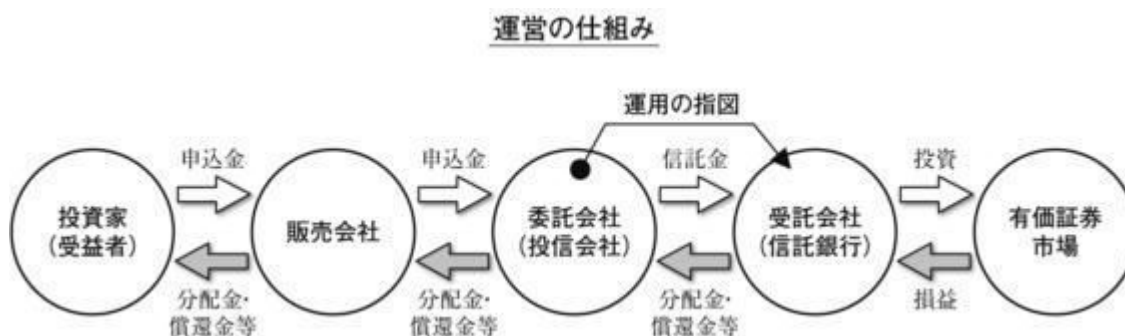 運営の仕組み
運用の指図
申込金
申込金
信託金
投資
投資家
(受益者)
販売会社
委託会社
(投信会社)
受託会社
(信託銀行)
有価証券
市場
分配金・
償還金等
分配金・
償還金等
分配金・
償還金等
損益